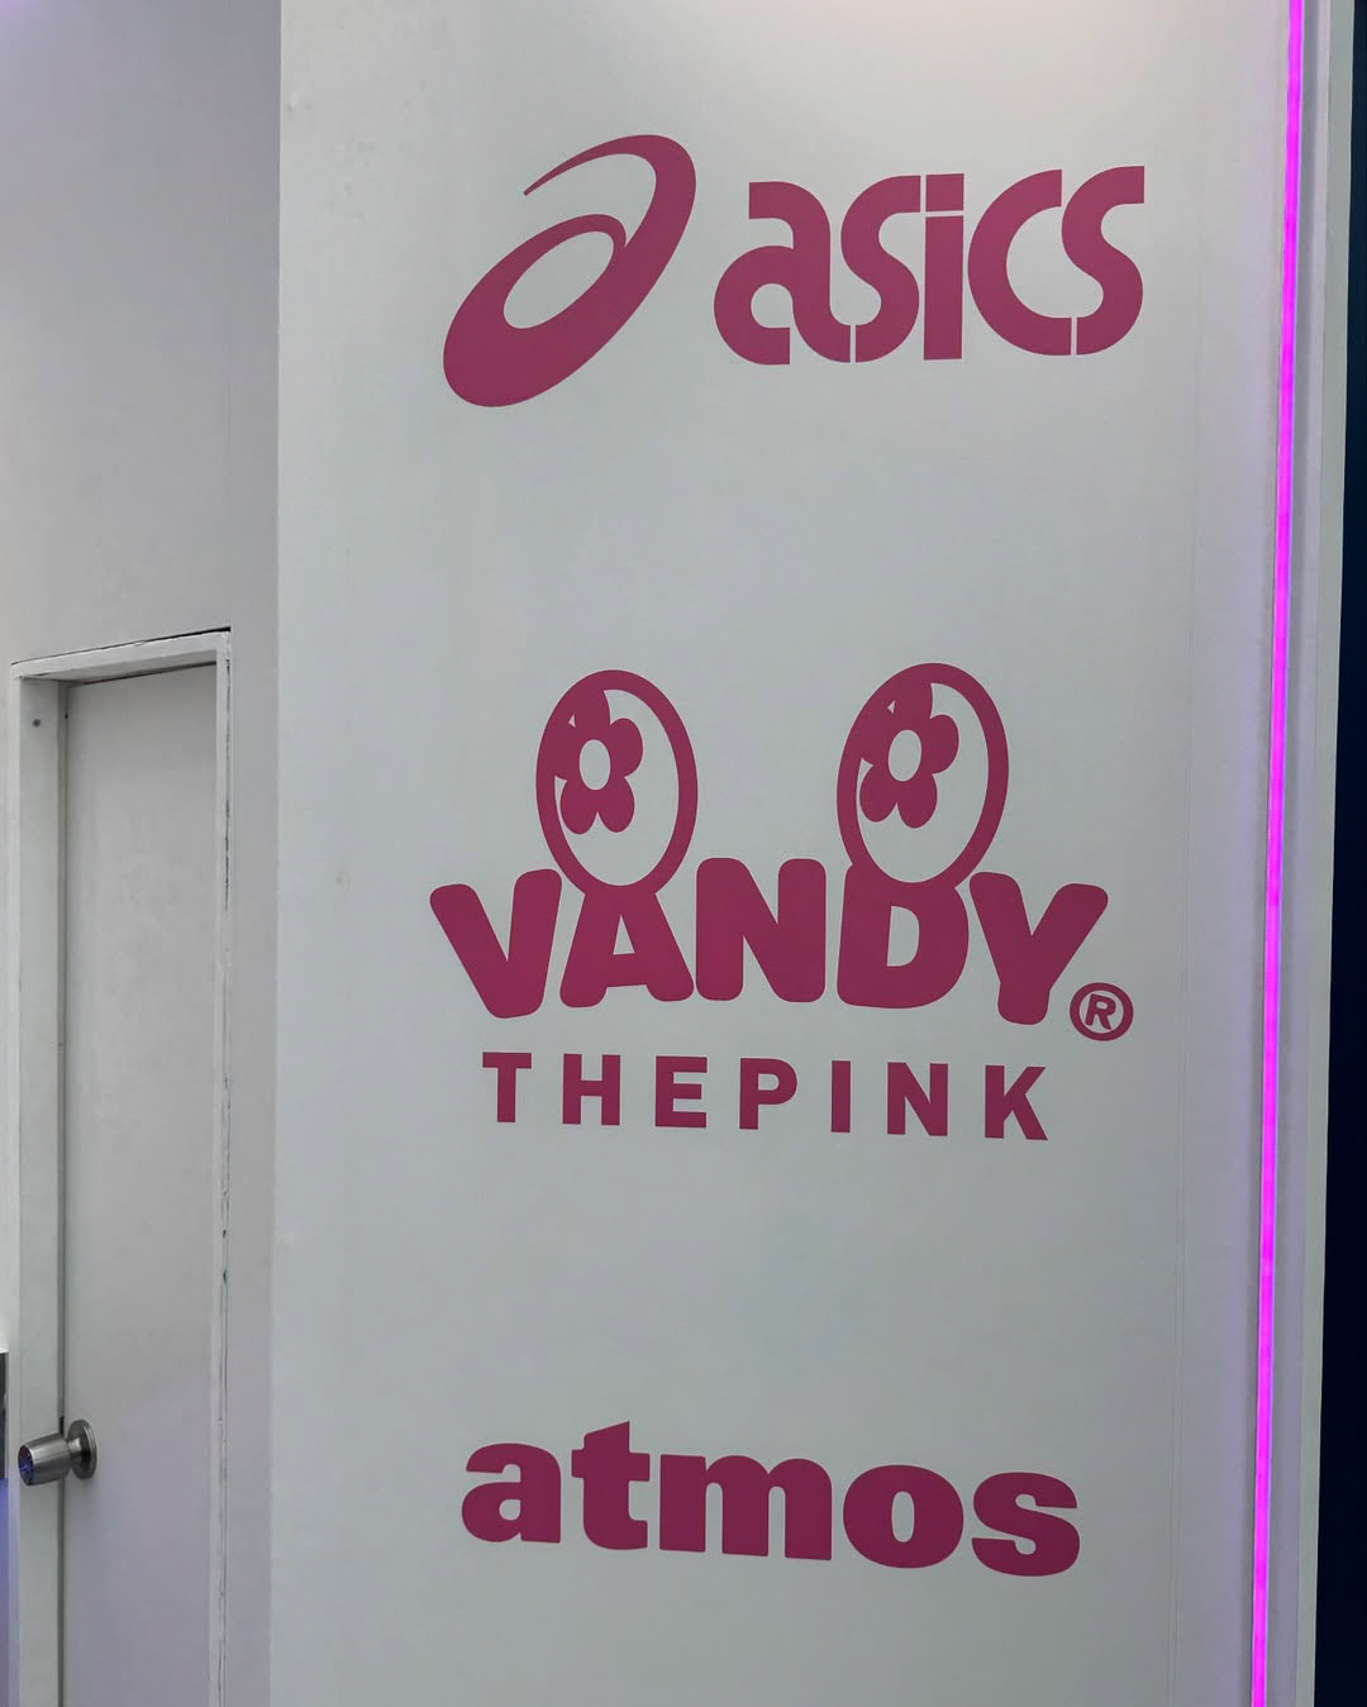 asics
VANDY®
THEPINK
atmos